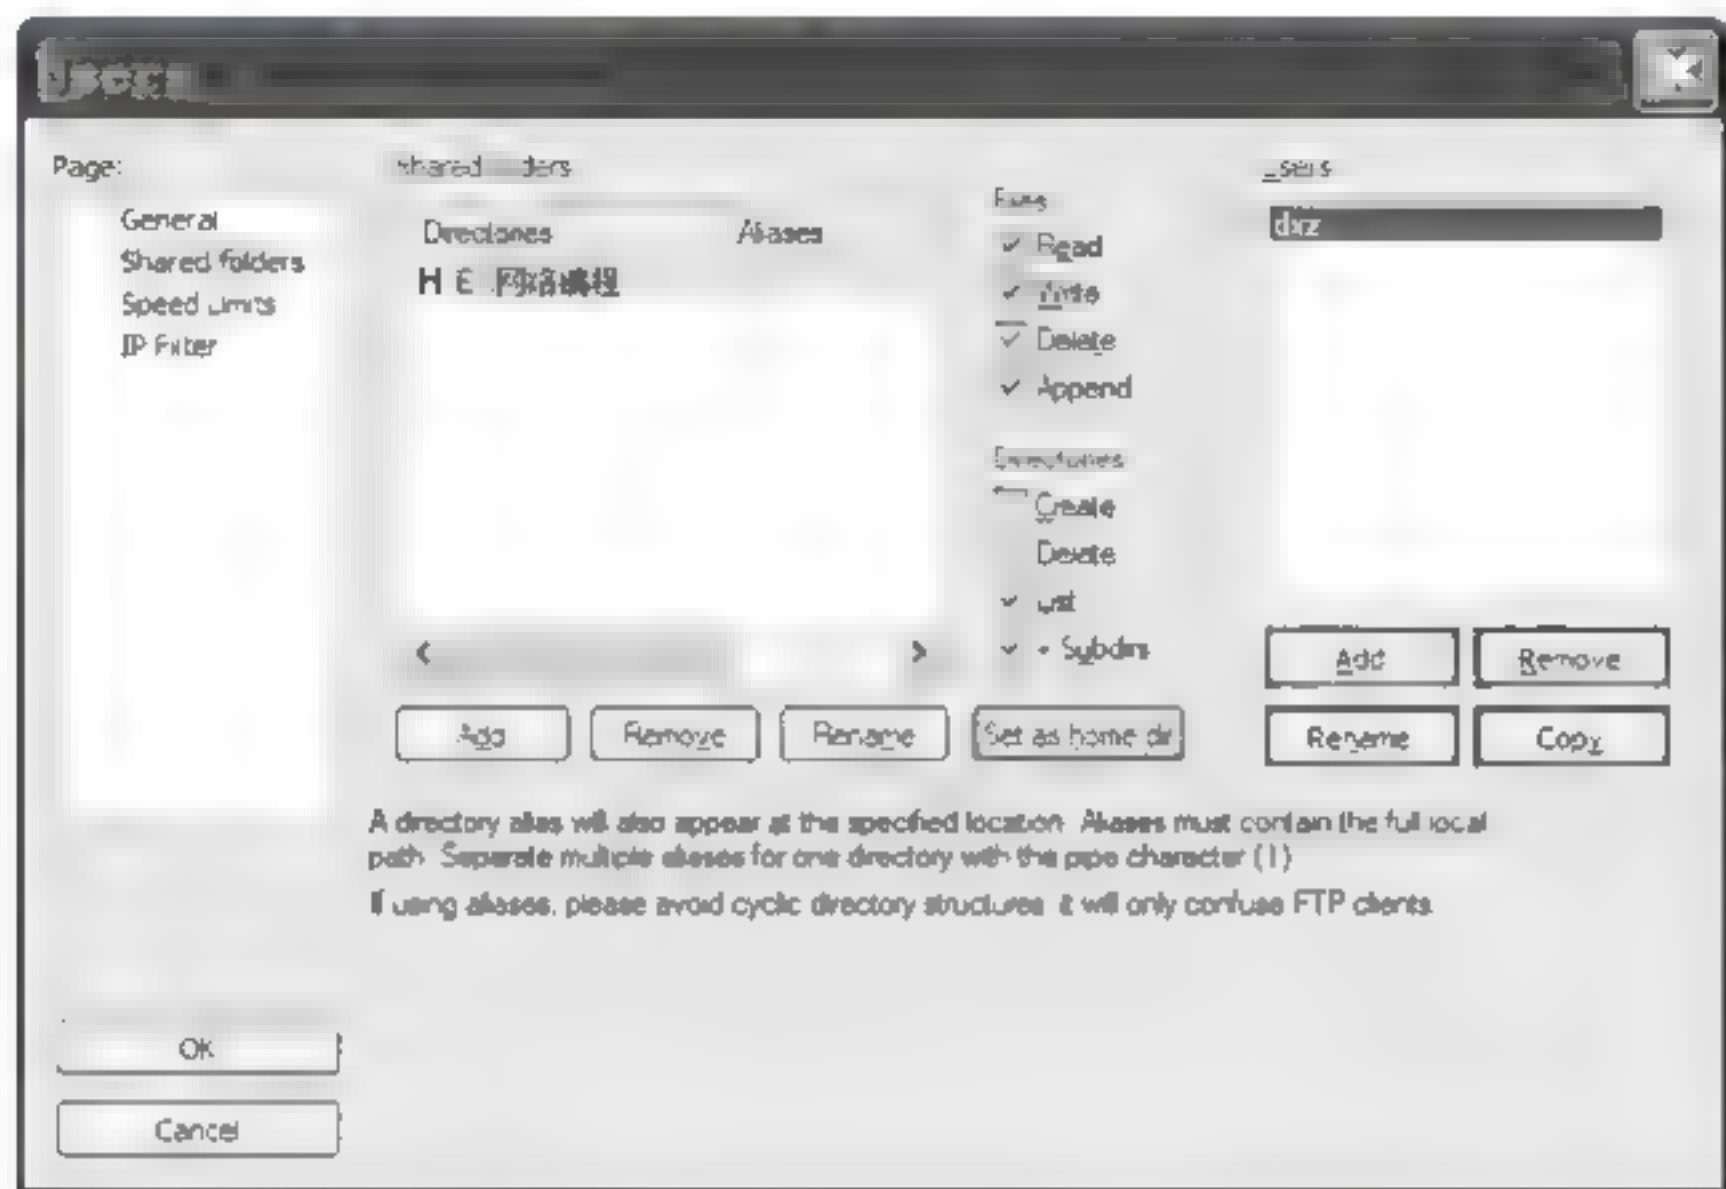 Users
Page:
General
Shared folders
Speed Limits
IP Filter
Shared folders
Directories Aliases
H E
Files
Read
Write
Delete
Append
Directories
Create
Delete
List
+ Subdirs
Users
dxz
Add Remove
Rename Copy
Add Remove Rename Set as home dir
A directory alias will also appear at the specified location. Aliases must contain the full local
path. Separate multiple aliases for one directory with the pipe character (|)
If using aliases, please avoid cyclic directory structures, it will only confuse FTP clients.
OK
Cancel